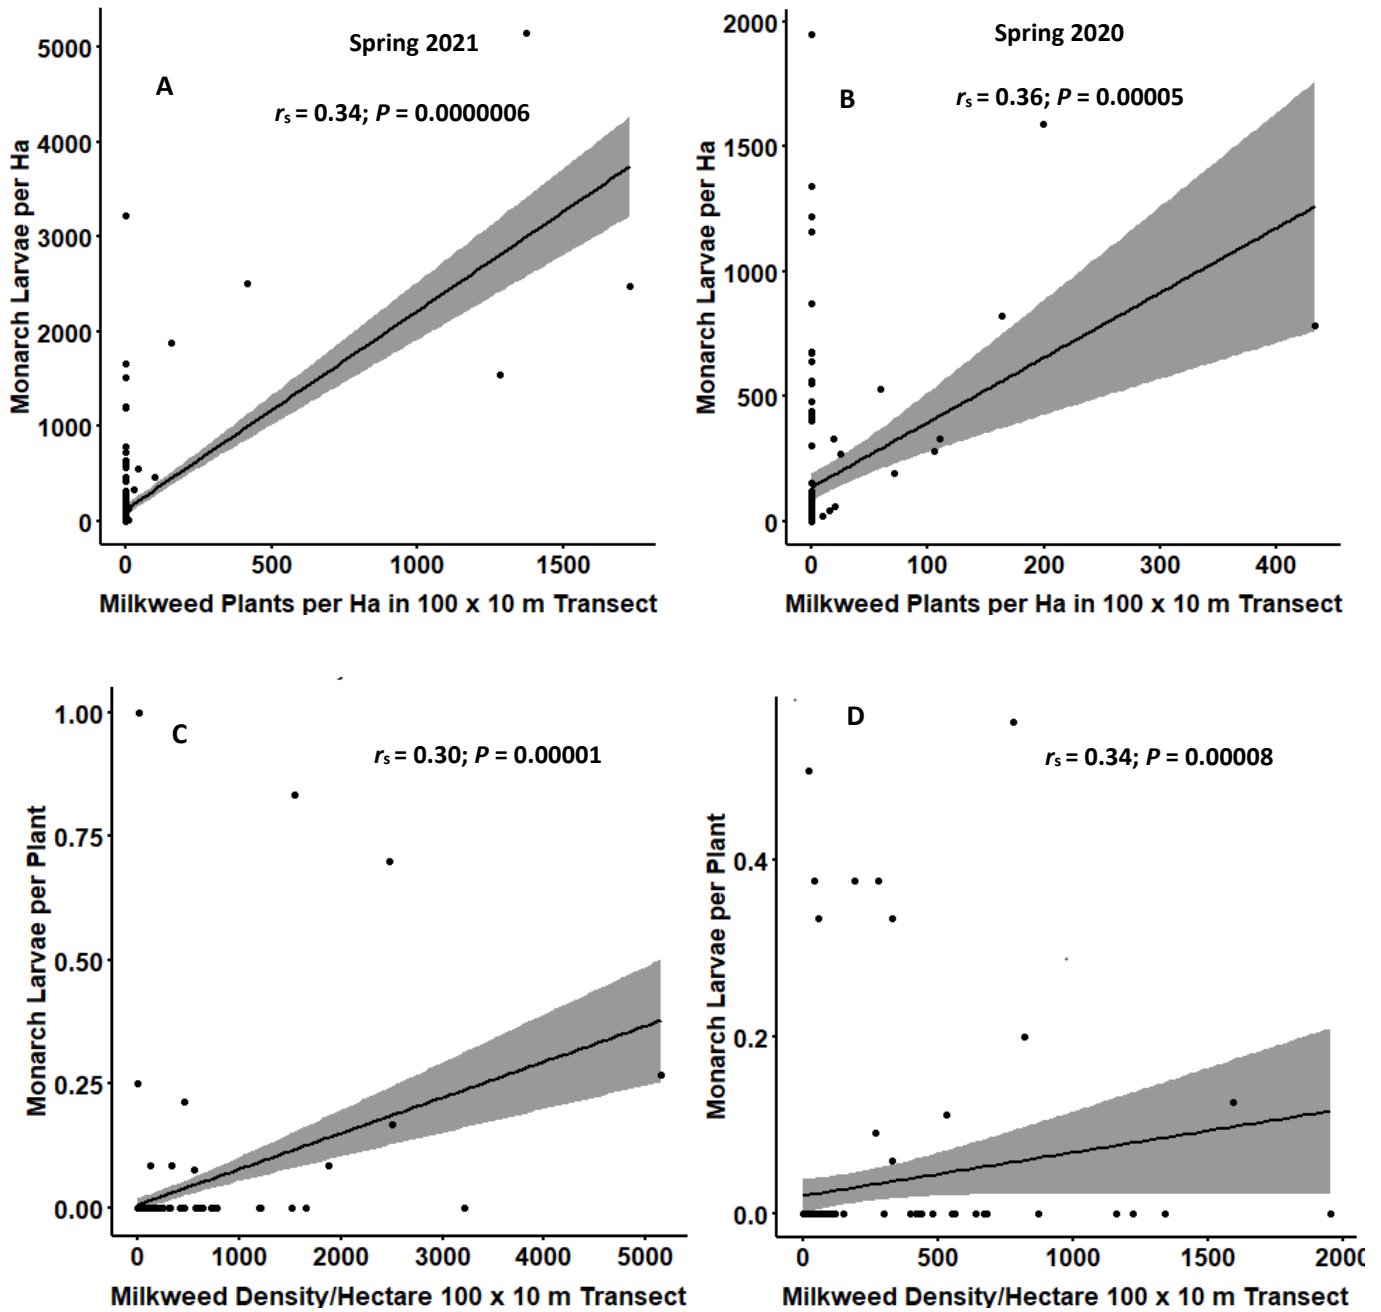 Spring 2021
A
rs = 0.34; P = 0.0000006
Monarch Larvae per Ha
5000
4000
3000
2000
1000
0
0 500 1000 1500
Milkweed Plants per Ha in 100 x 10 m Transect
Spring 2020
B
rs = 0.36; P = 0.00005
Monarch Larvae per Ha
2000
1500
1000
500
0
0 100 200 300 400
Milkweed Plants per Ha in 100 x 10 m Transect
C
rs = 0.30; P = 0.00001
Monarch Larvae per Plant
1.00
0.75
0.50
0.25
0.00
0 1000 2000 3000 4000 5000
Milkweed Density/Hectare 100 x 10 m Transect
D
rs = 0.34; P = 0.00008
Monarch Larvae per Plant
0.4
0.2
0.0
0 500 1000 1500 2000
Milkweed Density/Hectare 100 x 10 m Transect